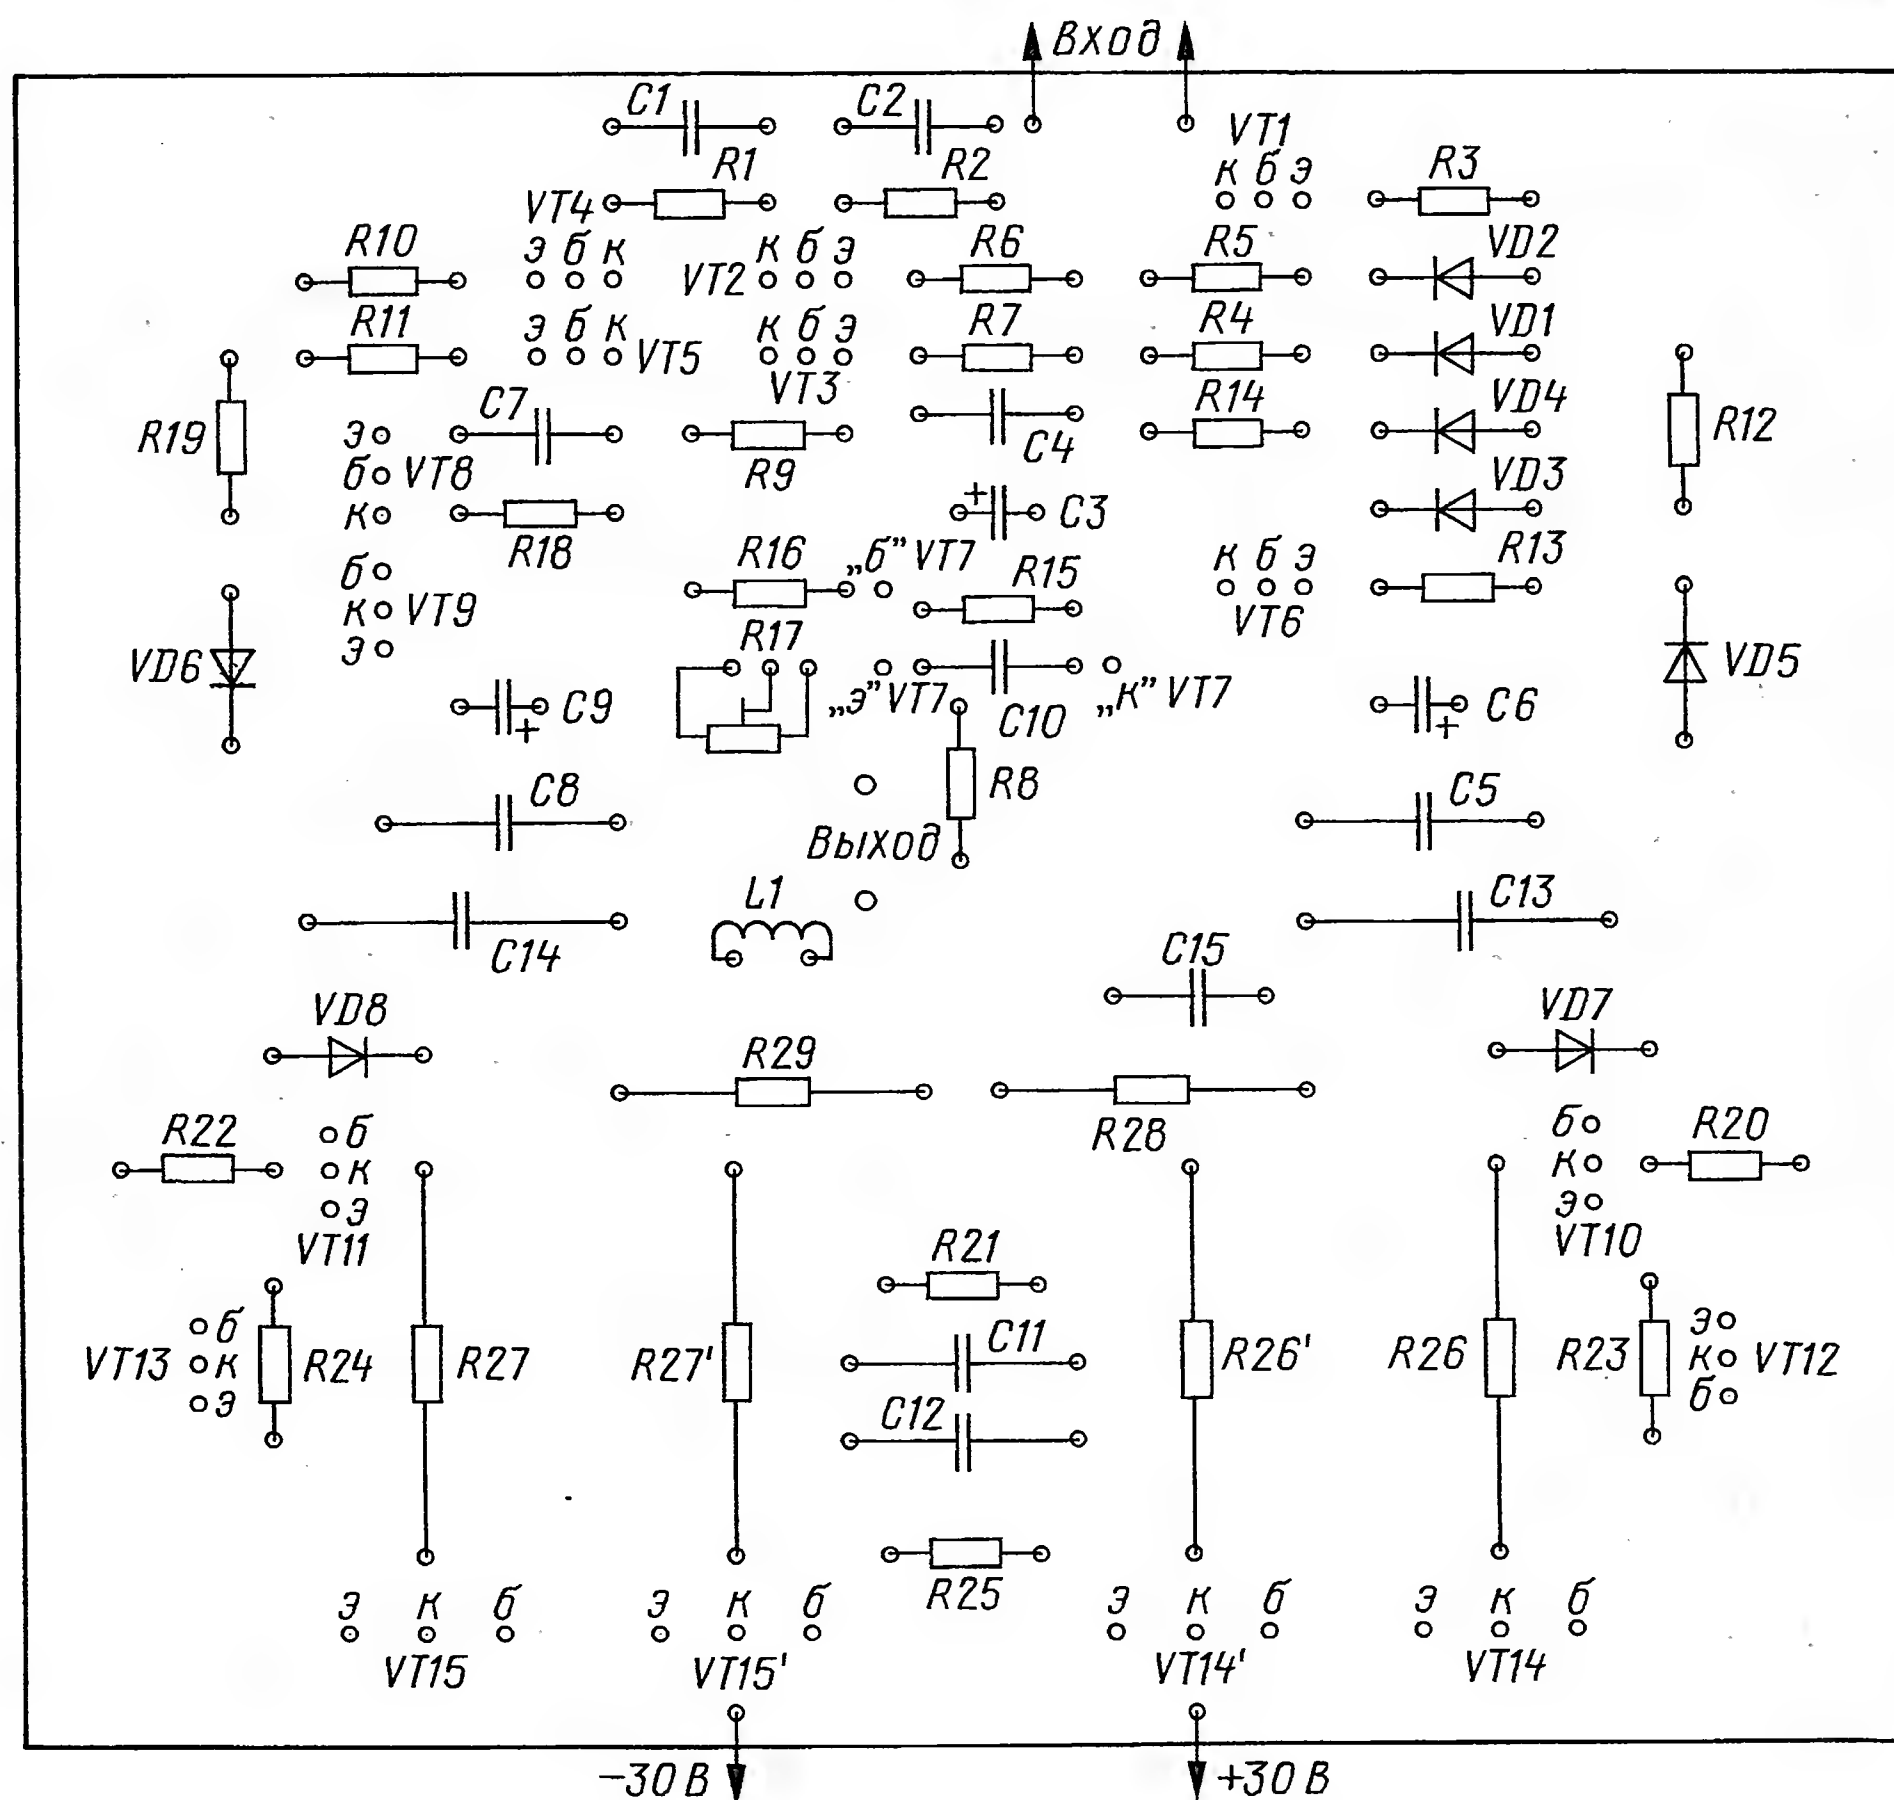 Вход
C1 C2
VT1
R1 R2 R3
к б э
VT4
R10 э б к к б э R6 R5 VD2
VT2
R11 э б к к б э R7 R4 VD1
VT5
VT3
C7 R14 VD4
R19 э C4 R12
б VT8 R9 VD3
к + C3
R18 R16 „б” VT7 к б э R13
б R15
к VT9 R17 VT6
э
VD6 VD5
C9 „э” VT7 C10 „к” VT7 C6
+ +
C8 R8 C5
Выход
L1 C13
C14 C15
VD8 VD7
R29
R22 б R28 б R20
к к
э э
VT11 R21 VT10
б э
VT13 к R24 R27 R27' C11 R26' R26 R23 к VT12
э б
C12
R25
э к б э к б э к б э к б
VT15 VT15' VT14' VT14
−30 В +30 В